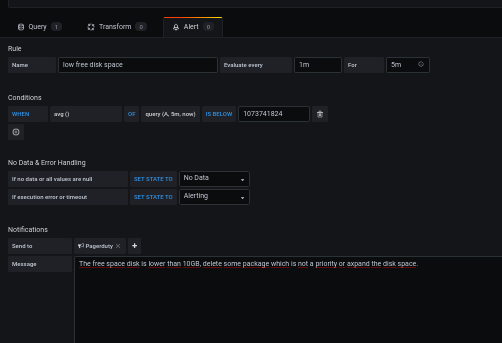 Query 1 Transform 0 Alert 0
Rule
Name low free disk space Evaluate every 1m For 5m
Conditions
WHEN avg () OF query (A, 5m, now) IS BELOW 1073741824
No Data & Error Handling
If no data or all values are null SET STATE TO No Data
If execution error or timeout SET STATE TO Alerting
Notifications
Send to Pagerduty
Message The free space disk is lower than 10GB, delete some package which is not a priority or axpand the disk space.